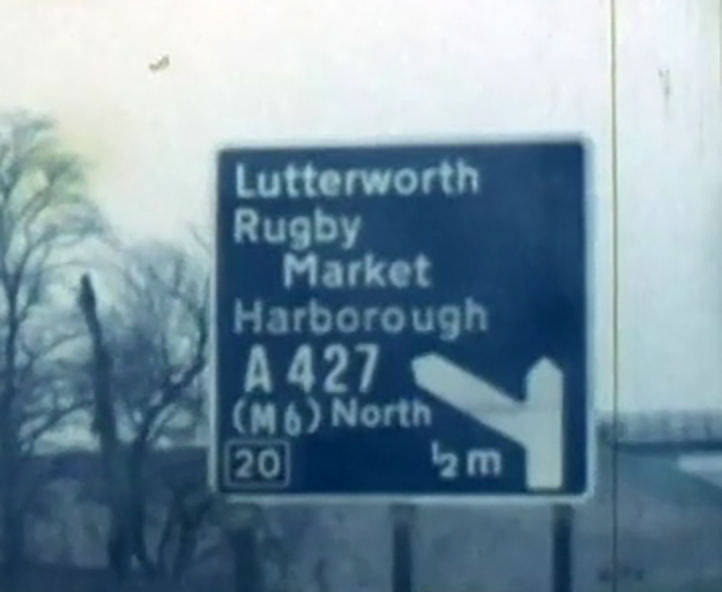 Lutterworth
Rugby
Market
Harborough
A 427
(M6) North
20 ½ m